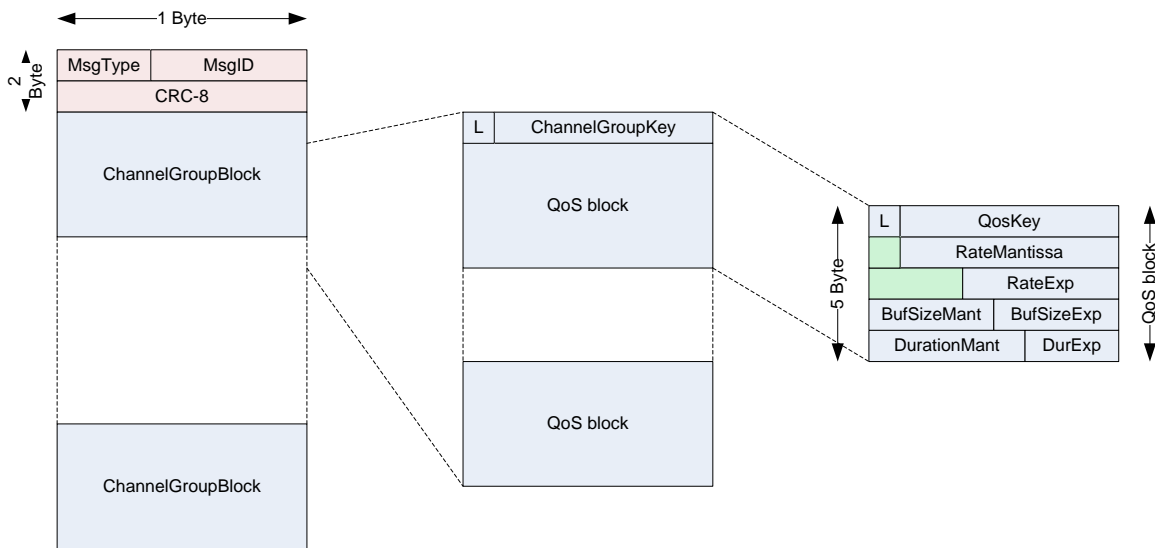 1 Byte
2 Byte
MsgType MsgID
CRC-8
ChannelGroupBlock
ChannelGroupBlock
L ChannelGroupKey
QoS block
QoS block
5 Byte
L QosKey
RateMantissa
RateExp
BufSizeMant BufSizeExp
DurationMant DurExp
QoS block